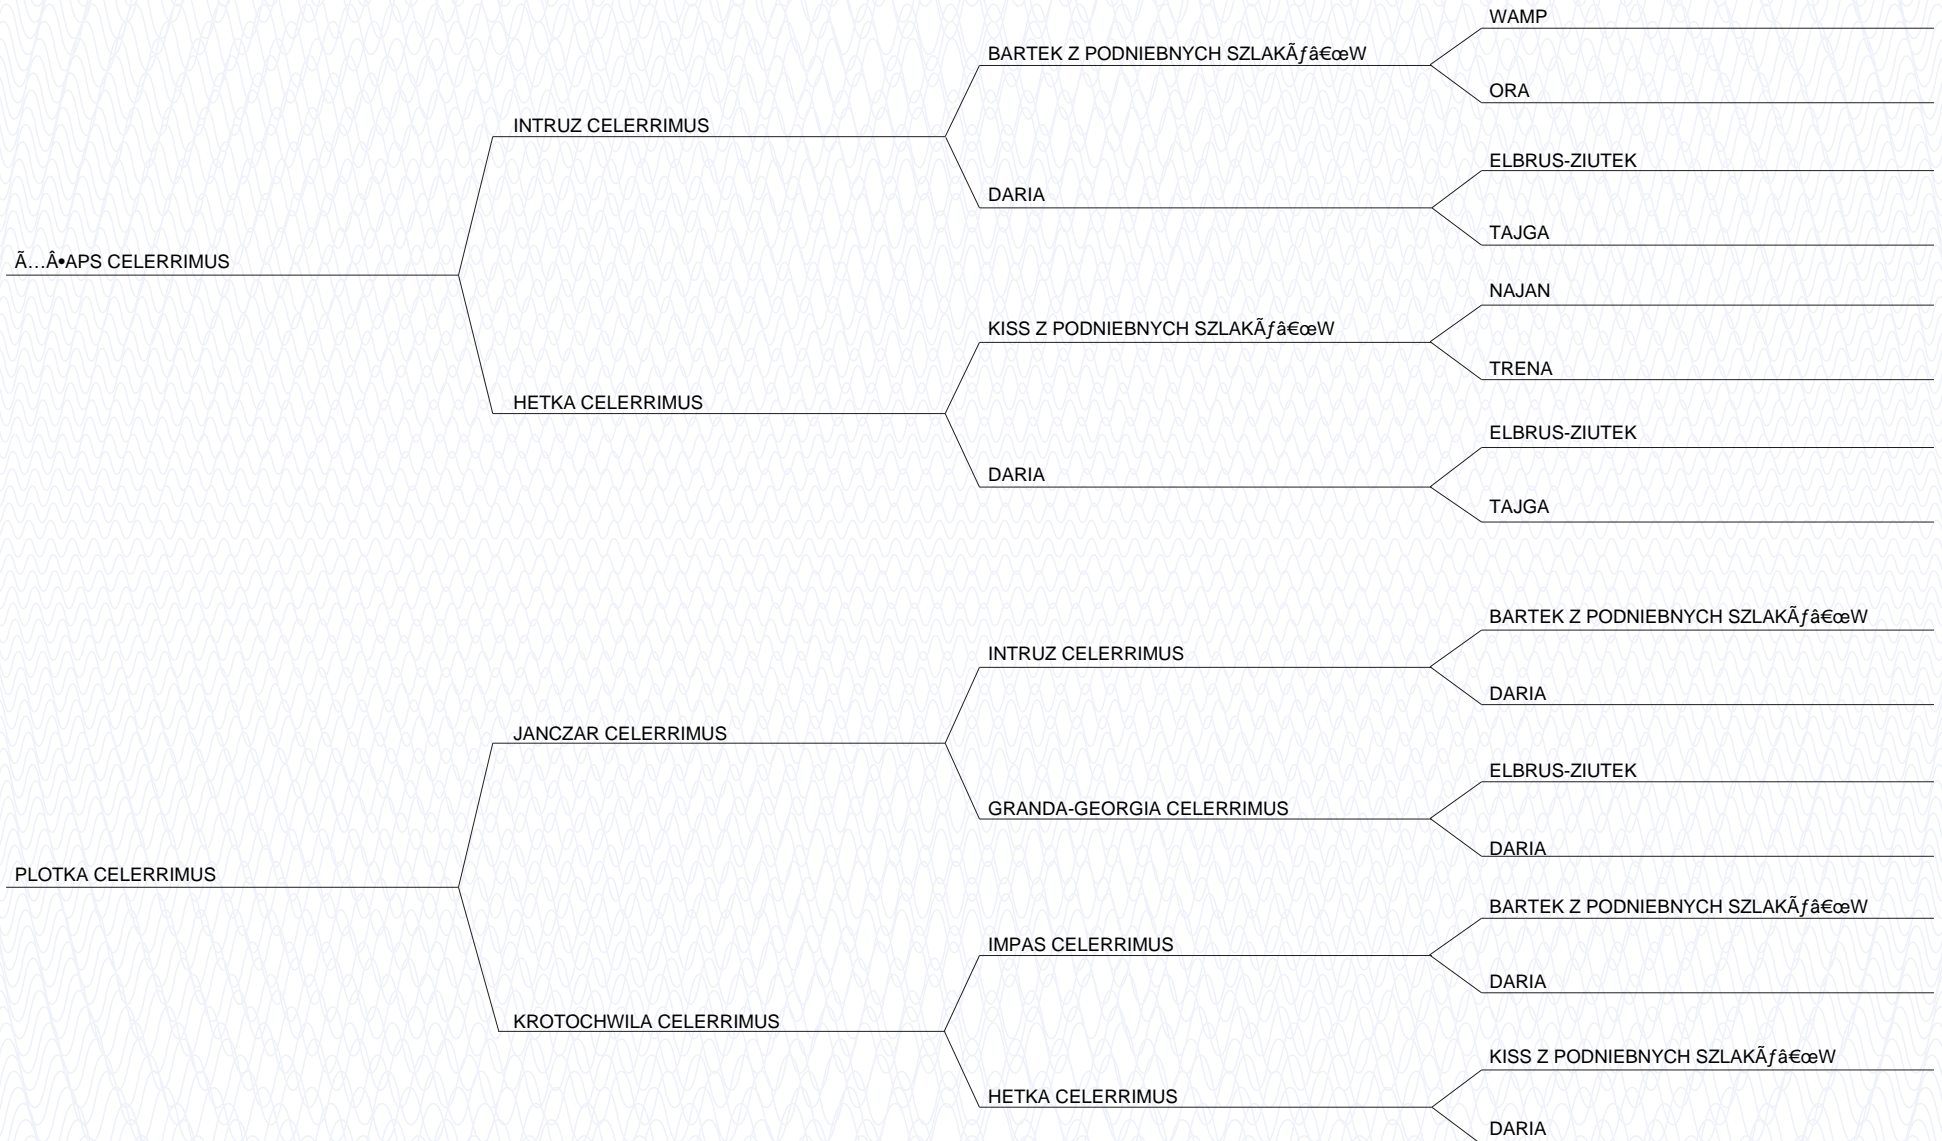 WAMP
BARTEK Z PODNIEBNYCH SZLAKÃƒâ€œW
ORA
INTRUZ CELERRIMUS
ELBRUS-ZIUTEK
DARIA
TAJGA
Ã…Â•APS CELERRIMUS
NAJAN
KISS Z PODNIEBNYCH SZLAKÃƒâ€œW
TRENA
HETKA CELERRIMUS
ELBRUS-ZIUTEK
DARIA
TAJGA
BARTEK Z PODNIEBNYCH SZLAKÃƒâ€œW
INTRUZ CELERRIMUS
DARIA
JANCZAR CELERRIMUS
ELBRUS-ZIUTEK
GRANDA-GEORGIA CELERRIMUS
DARIA
PLOTKA CELERRIMUS
BARTEK Z PODNIEBNYCH SZLAKÃƒâ€œW
IMPAS CELERRIMUS
DARIA
KROTOCHWILA CELERRIMUS
KISS Z PODNIEBNYCH SZLAKÃƒâ€œW
HETKA CELERRIMUS
DARIA